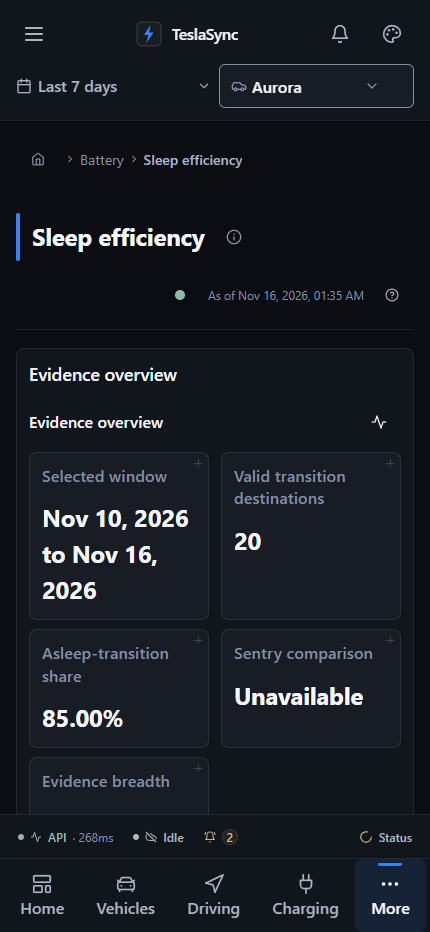 TeslaSync
Last 7 days
Aurora
Battery
Sleep efficiency
Sleep efficiency
As of Nov 16, 2026, 01:35 AM
Evidence overview
Evidence overview
Selected window
Nov 10, 2026
to Nov 16,
2026
Valid transition
destinations
20
Asleep-transition
share
85.00%
Sentry comparison
Unavailable
Evidence breadth
API · 268ms
Idle
2
Status
Home
Vehicles
Driving
Charging
More